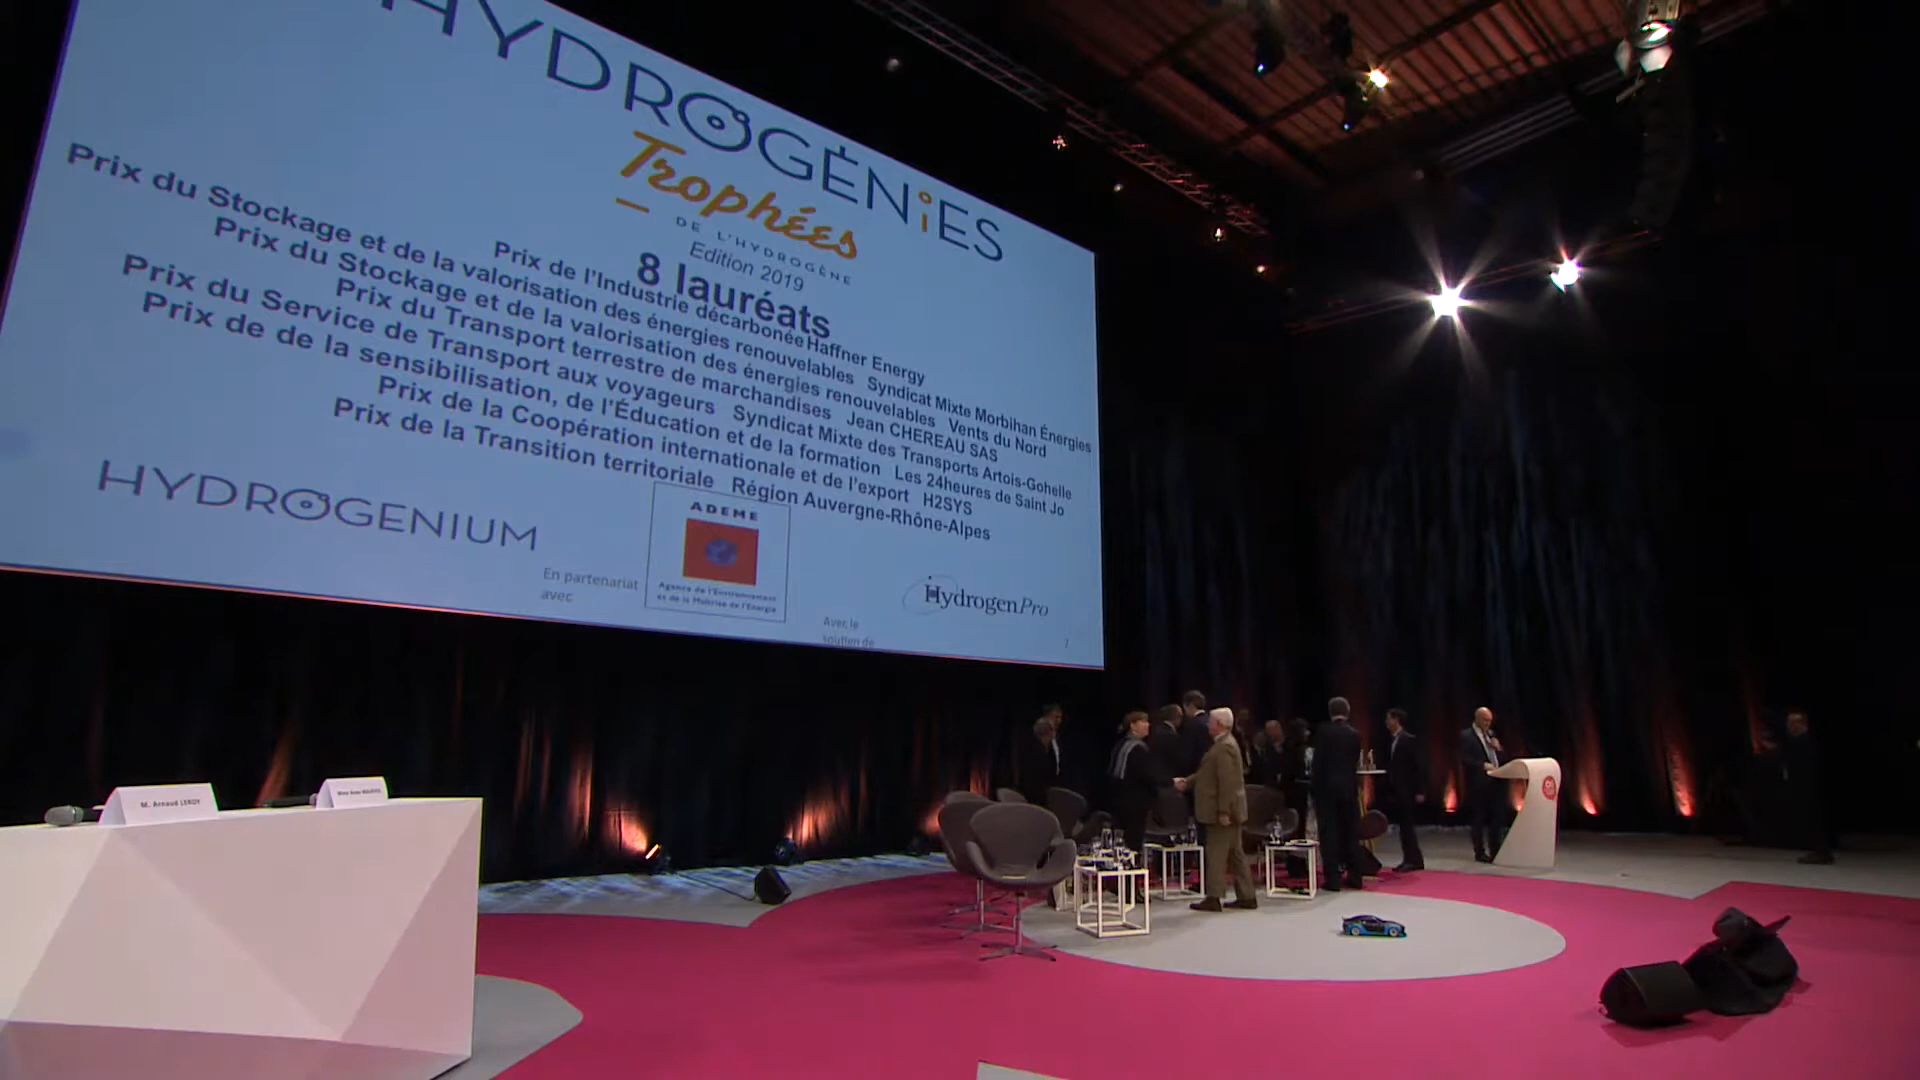 HYDROGÉNiES
Trophées
DE L'HYDROGÈNE
Edition 2019
8 lauréats
Prix de l'Industrie décarbonée Haffner Energy
Prix du Stockage et de la valorisation des énergies renouvelables Syndicat Mixte Morbihan Énergies
Prix du Stockage et de la valorisation des énergies renouvelables Vents du Nord
Prix du Transport terrestre de marchandises Jean CHEREAU SAS
Prix du Service de Transport aux voyageurs Syndicat Mixte des Transports Artois-Gohelle
Prix de de la sensibilisation, de l'Éducation et de la formation Les 24heures de Saint Jo
Prix de la Coopération internationale et de l'export H2SYS
Prix de la Transition territoriale Région Auvergne-Rhône-Alpes
HYDROGENIUM
En partenariat
avec
ADEME
Agence de l'Environnement
et de la Maîtrise de l'Energie
Avec le
soutien de
HydrogenPro
7
M. Arnaud LEROY
Mme